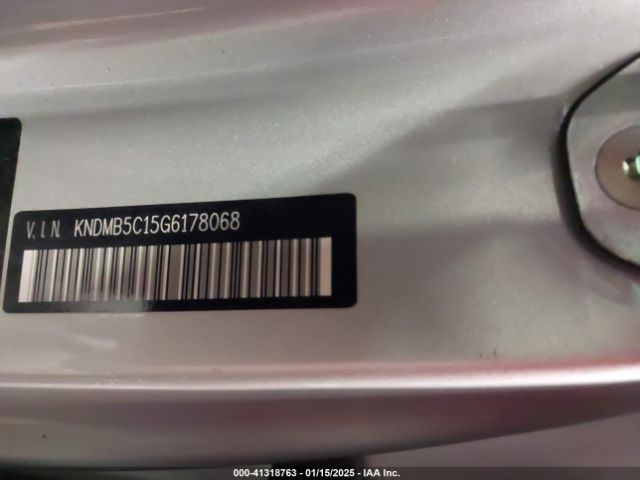 V.I.N. KNDMB5C15G6178068
000-41318763 - 01/15/2025 - IAA Inc.